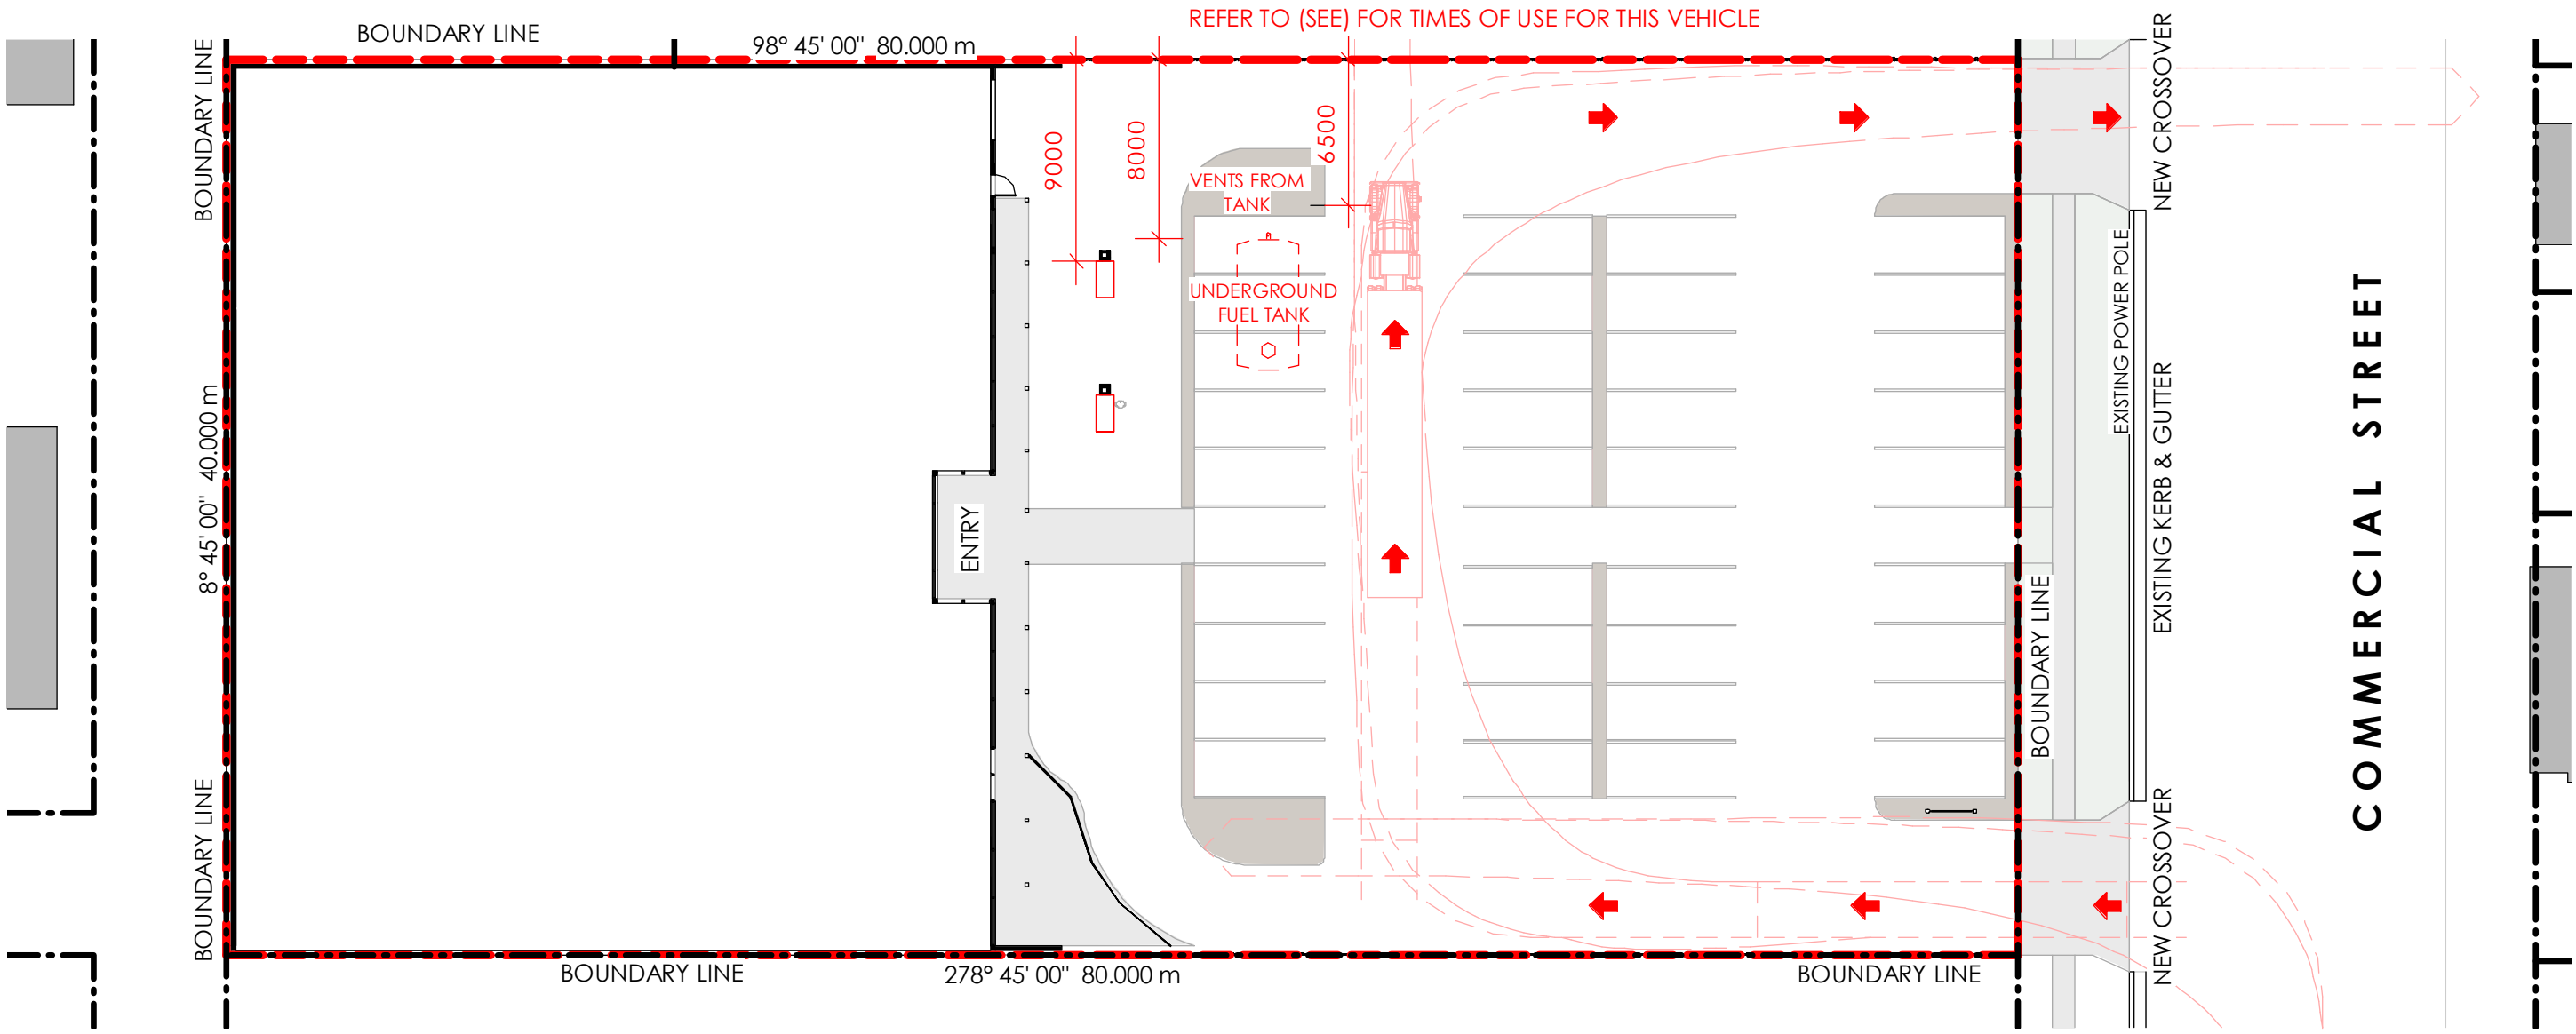 REFER TO (SEE) FOR TIMES OF USE FOR THIS VEHICLE
BOUNDARY LINE
98° 45' 00" 80.000 m
BOUNDARY LINE
NEW CROSSOVER
9000
8000
6500
VENTS FROM
TANK
UNDERGROUND
FUEL TANK
EXISTING POWER POLE
8° 45' 00" 40.000 m
ENTRY
EXISTING KERB & GUTTER
COMMERCIAL STREET
BOUNDARY LINE
BOUNDARY LINE
NEW CROSSOVER
BOUNDARY LINE
278° 45' 00" 80.000 m
BOUNDARY LINE